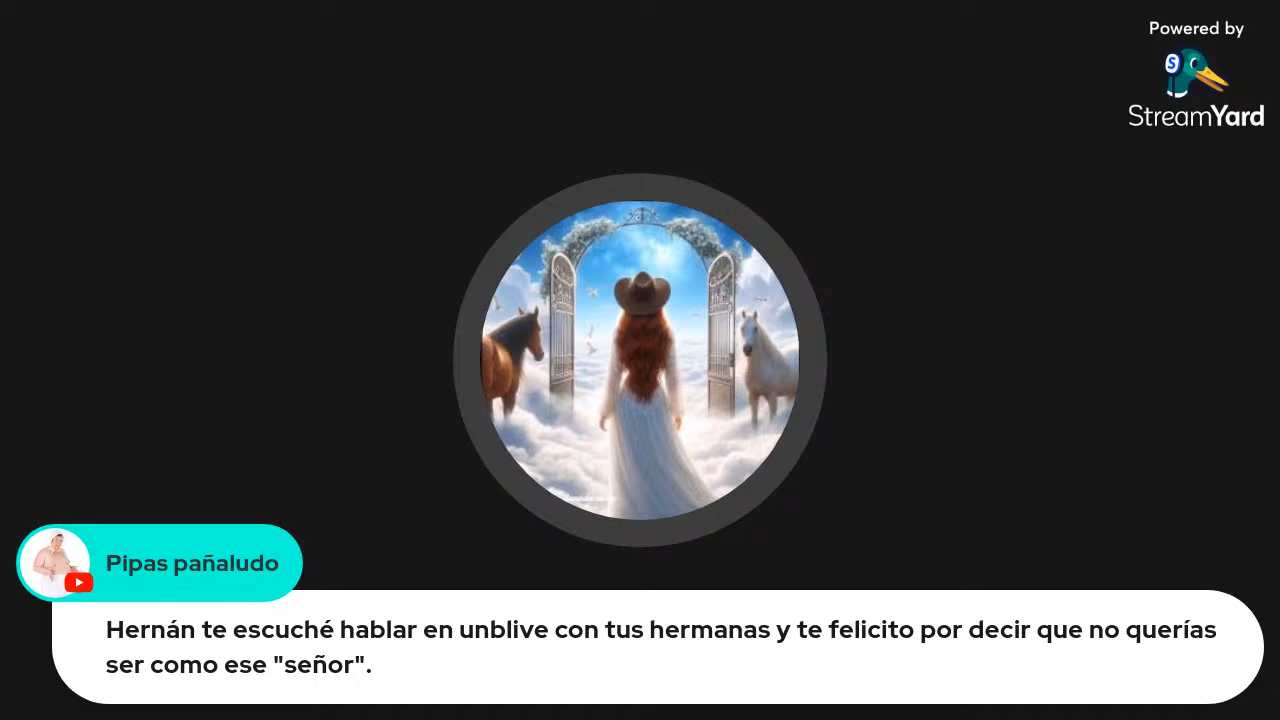 Powered by
StreamYard
Pipas pañaludo
Hernán te escuché hablar en unblive con tus hermanas y te felicito por decir que no querías
ser como ese "señor".